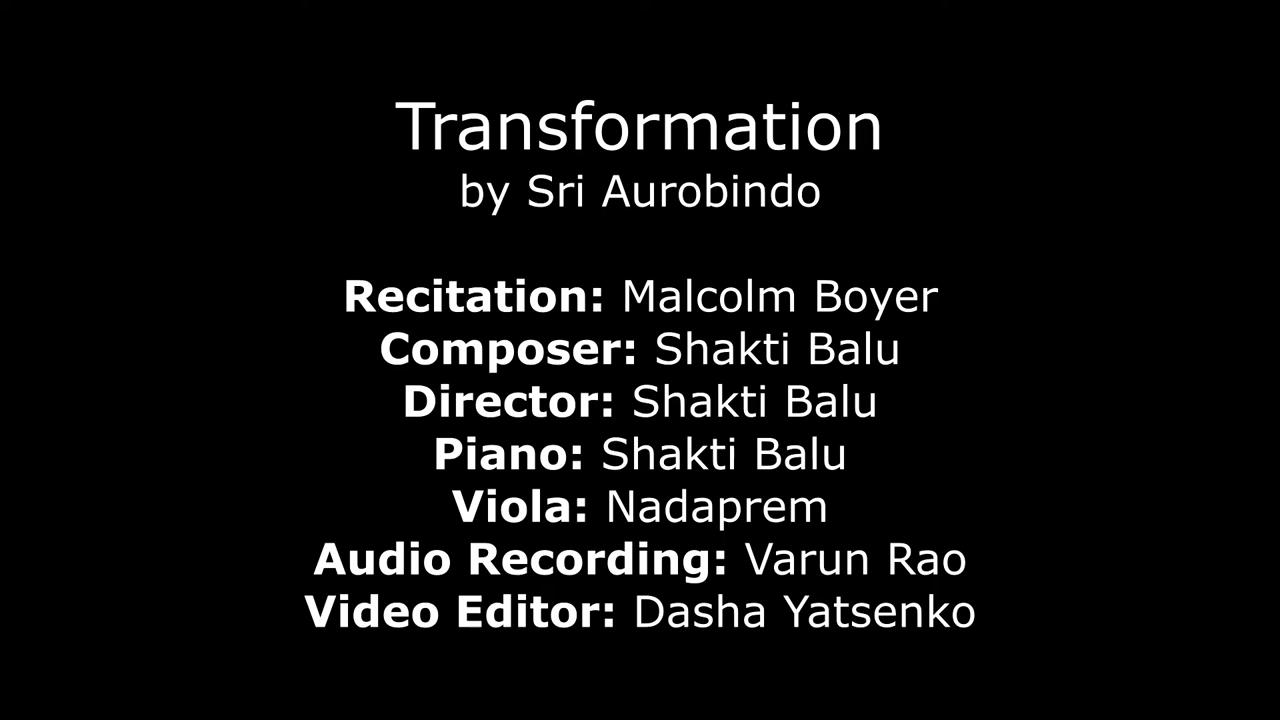 Transformation
by Sri Aurobindo
Recitation: Malcolm Boyer
Composer: Shakti Balu
Director: Shakti Balu
Piano: Shakti Balu
Viola: Nadaprem
Audio Recording: Varun Rao
Video Editor: Dasha Yatsenko